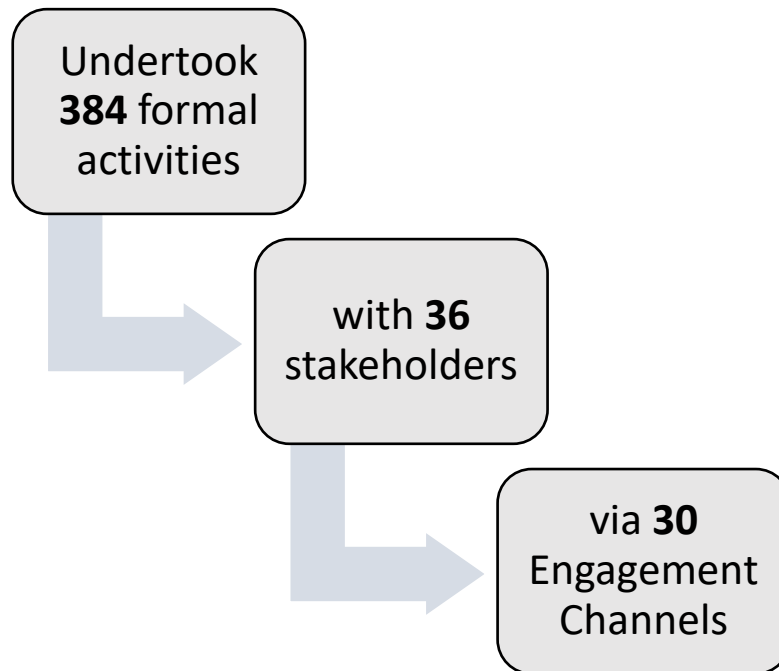 Undertook
384 formal
activities
with 36
stakeholders
via 30
Engagement
Channels